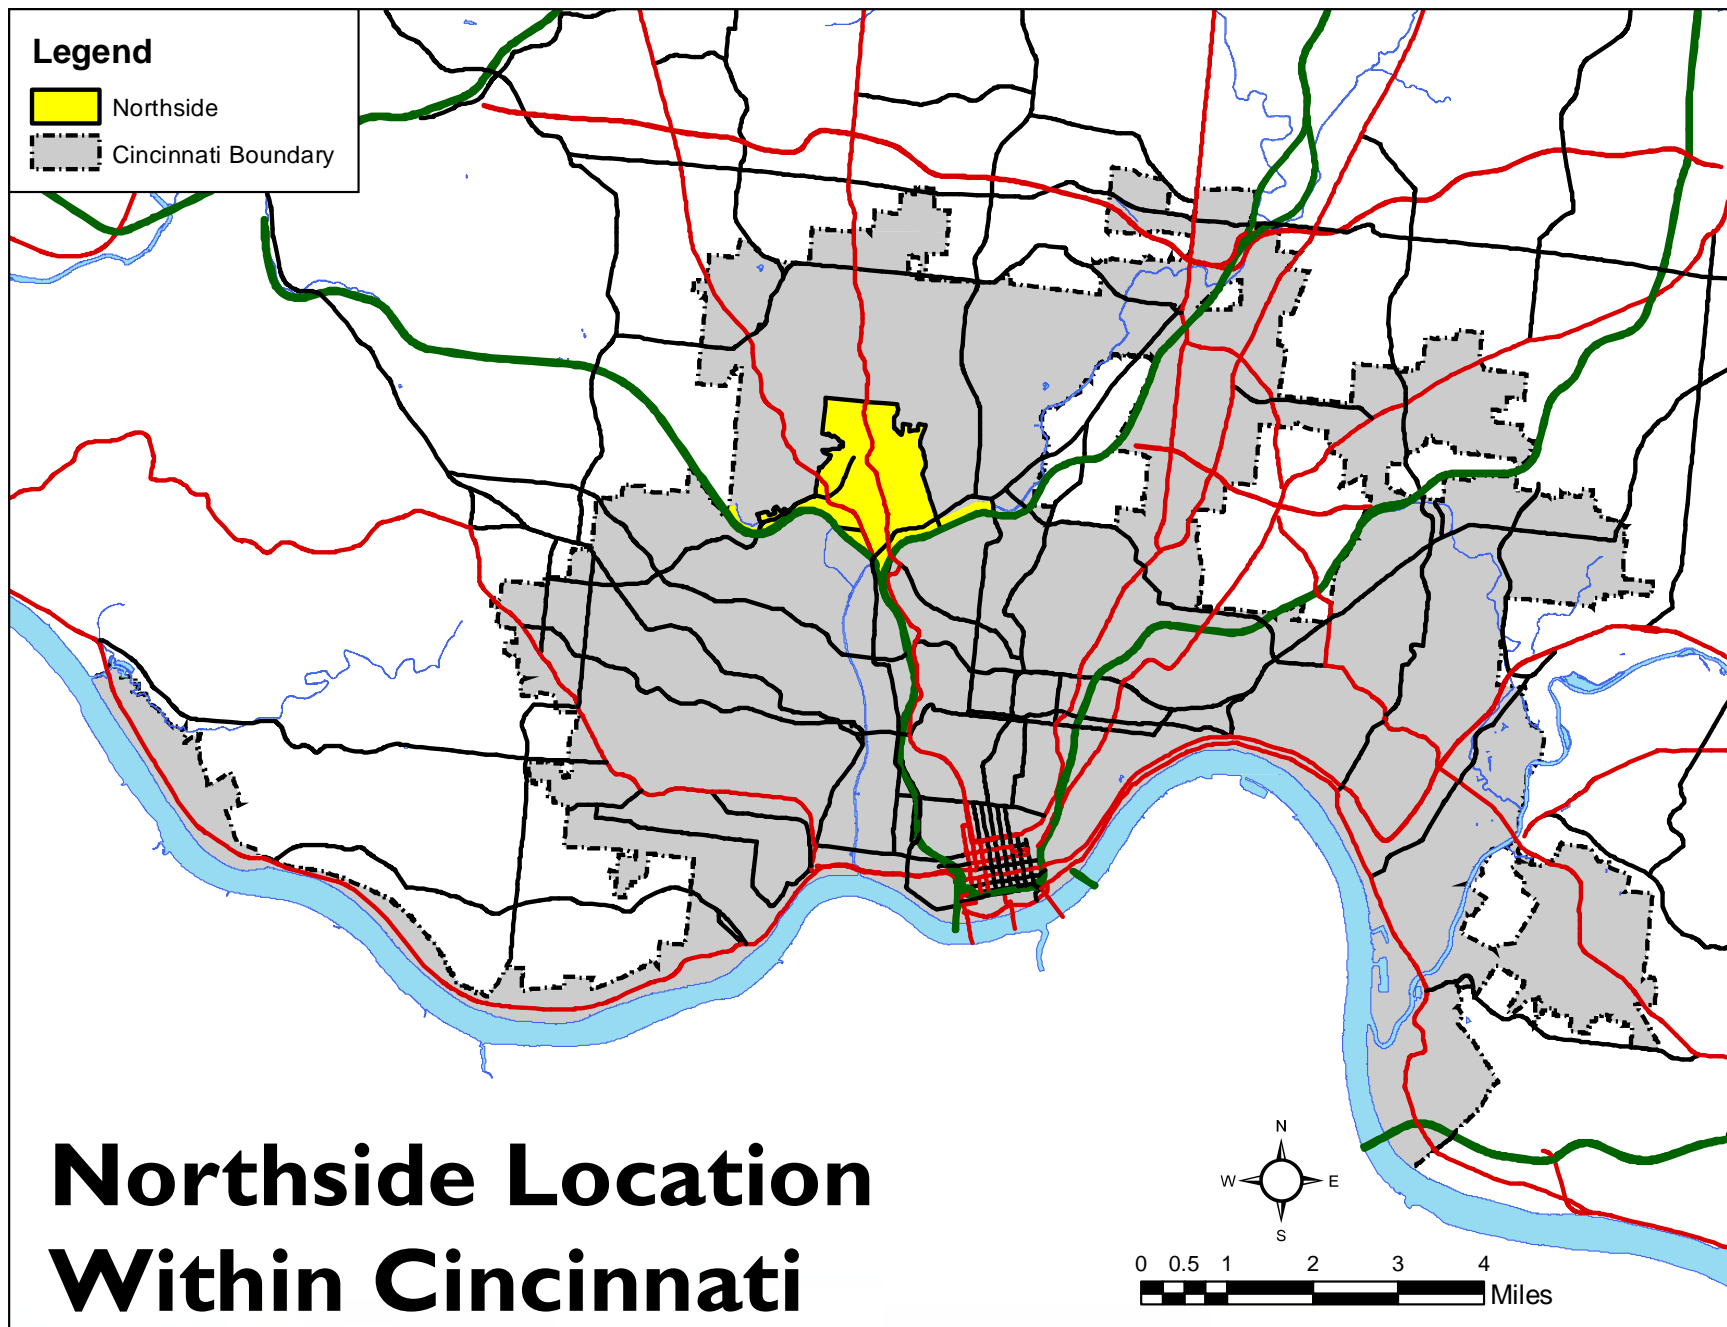 Legend
Northside
Cincinnati Boundary
Northside Location
Within Cincinnati
N
W E
S
0 0.5 1 2 3 4
Miles